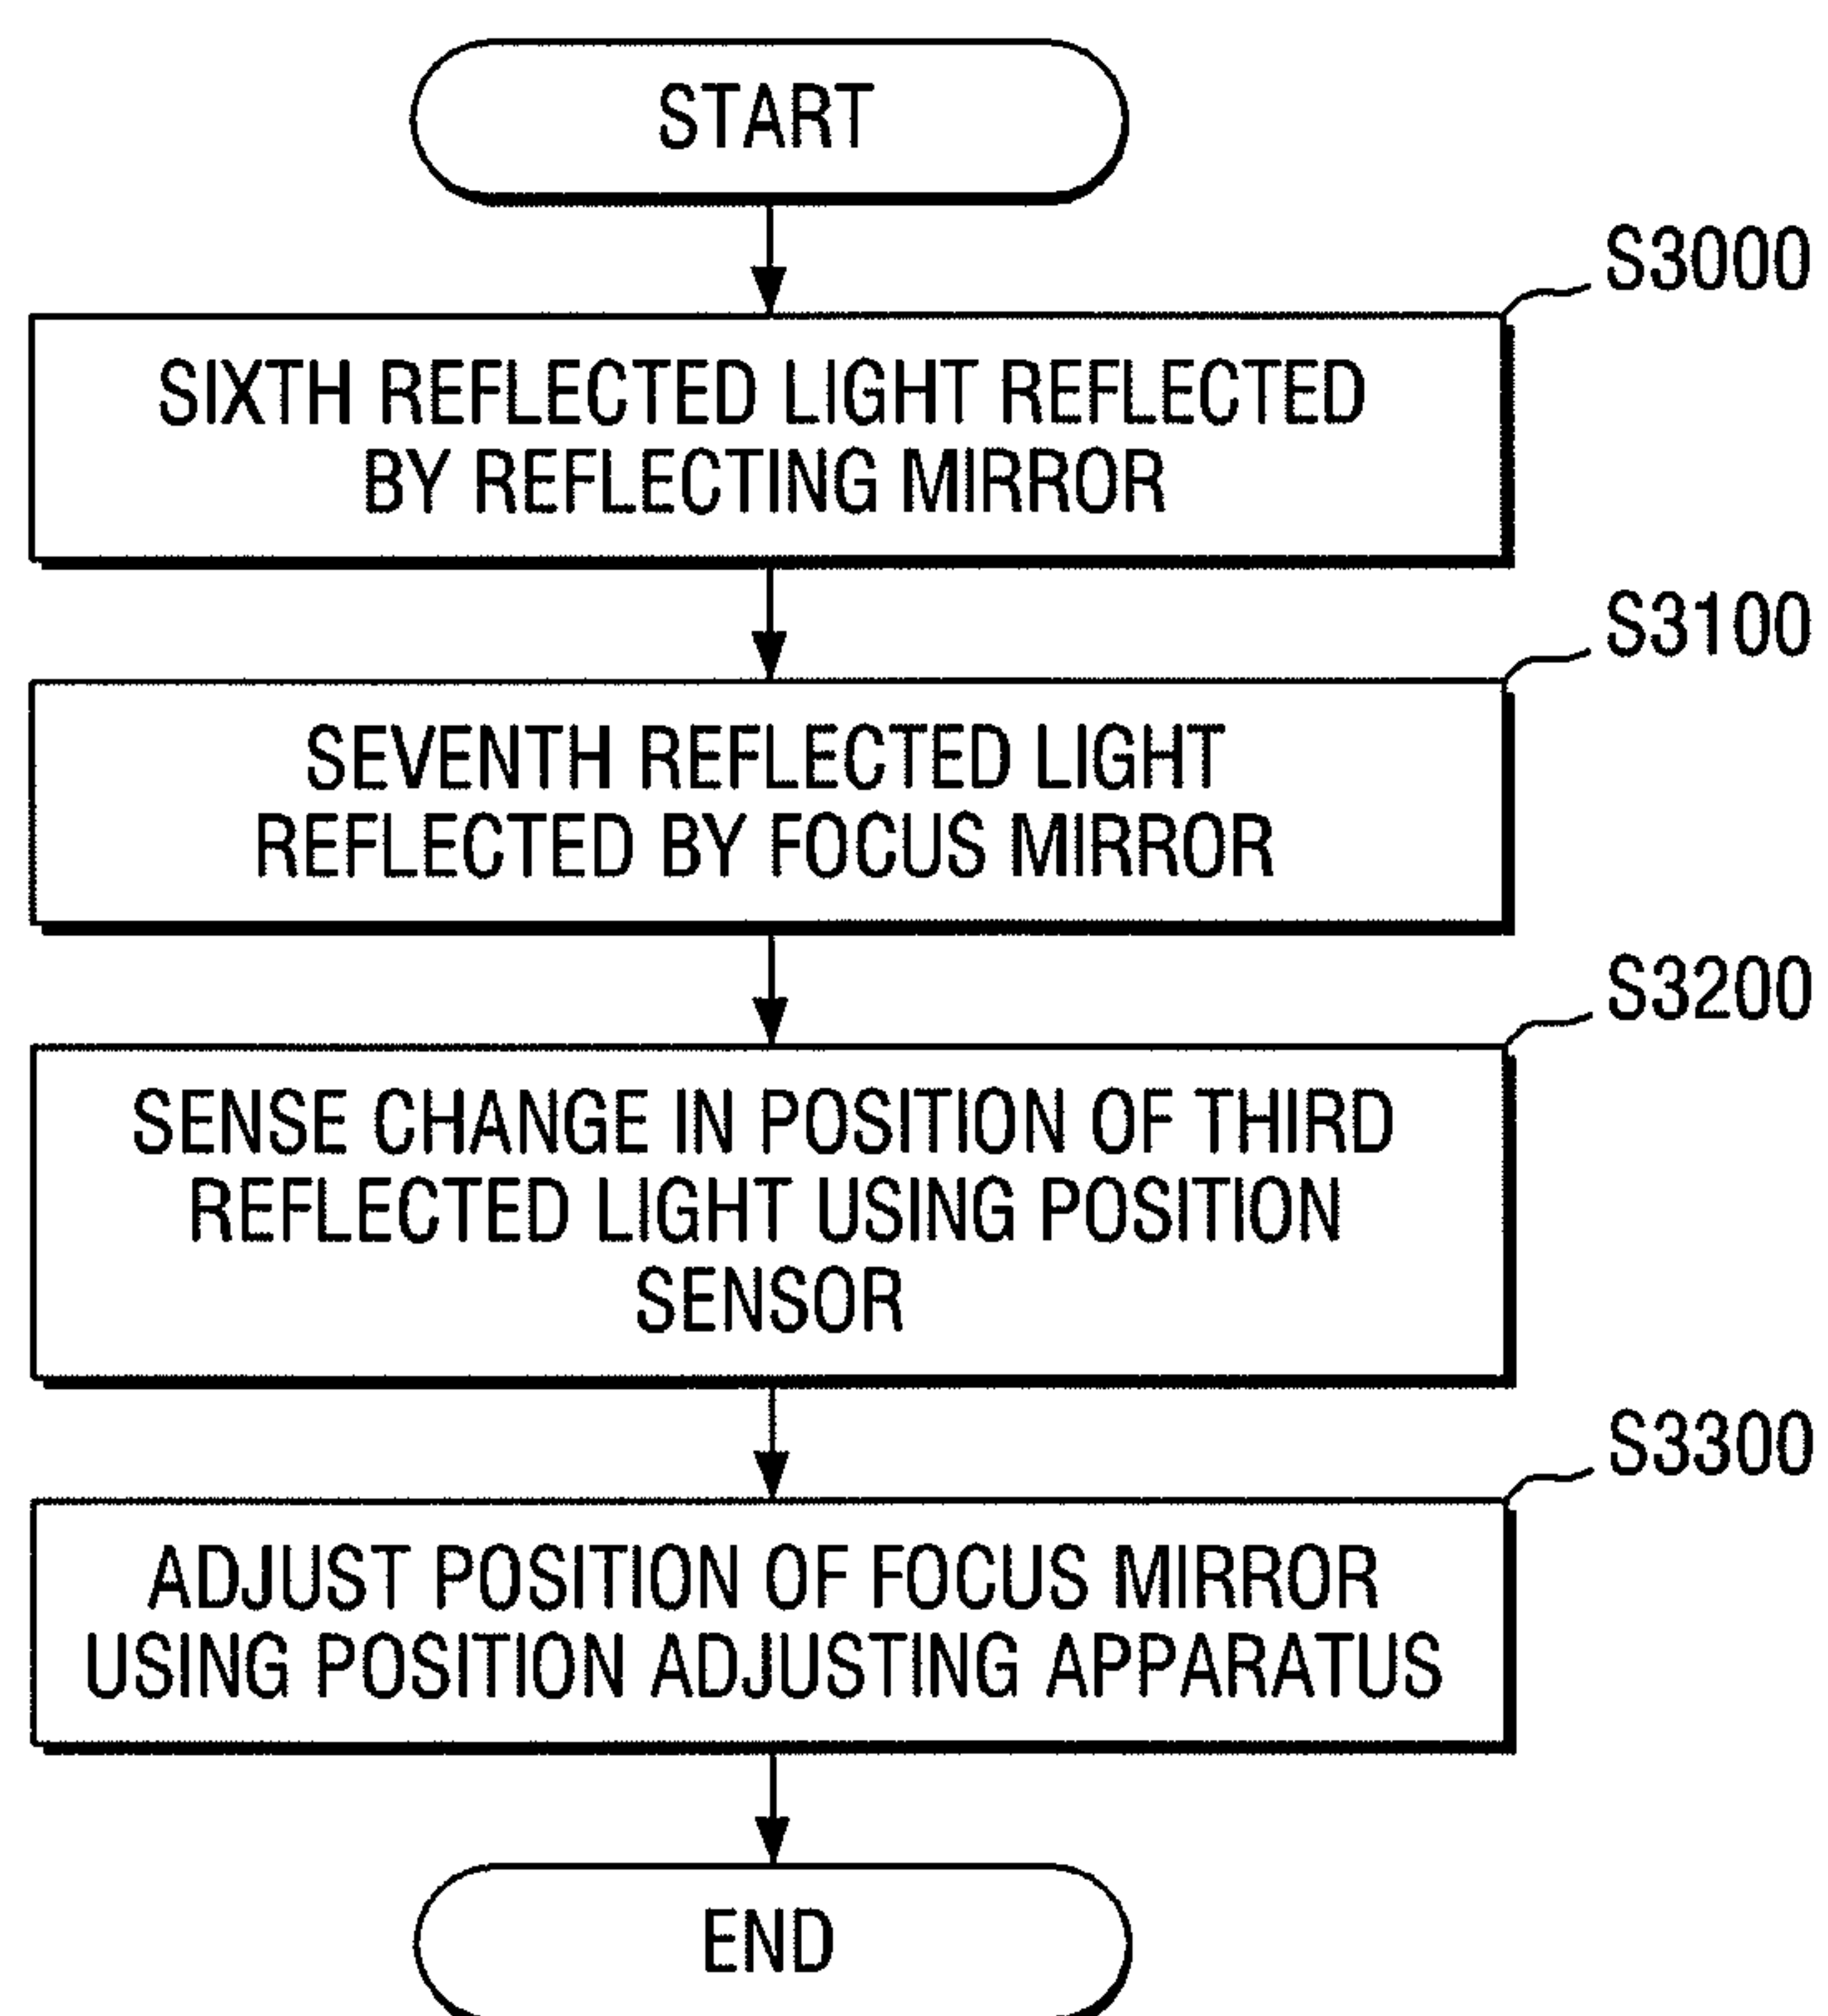 START
S3000
SIXTH REFLECTED LIGHT REFLECTED
BY REFLECTING MIRROR
S3100
SEVENTH REFLECTED LIGHT
REFLECTED BY FOCUS MIRROR
S3200
SENSE CHANGE IN POSITION OF THIRD
REFLECTED LIGHT USING POSITION
SENSOR
S3300
ADJUST POSITION OF FOCUS MIRROR
USING POSITION ADJUSTING APPARATUS
END